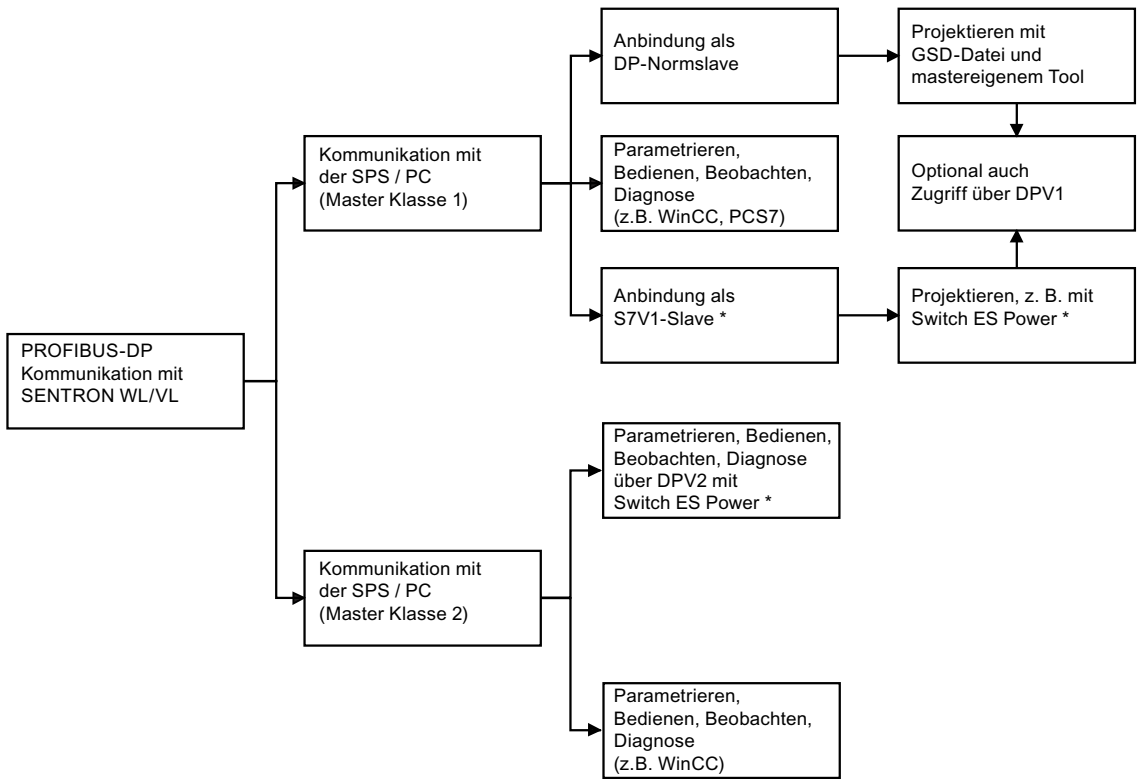 Anbindung als
DP-Normslave
Projektieren mit
GSD-Datei und
mastereigenem Tool
Kommunikation mit
der SPS / PC
(Master Klasse 1)
Parametrieren,
Bedienen, Beobachten,
Diagnose
(z.B. WinCC, PCS7)
Optional auch
Zugriff über DPV1
Anbindung als
S7V1-Slave *
Projektieren, z. B. mit
Switch ES Power *
PROFIBUS-DP
Kommunikation mit
SENTRON WL/VL
Parametrieren, Bedienen,
Beobachten, Diagnose
über DPV2 mit
Switch ES Power *
Kommunikation mit
der SPS / PC
(Master Klasse 2)
Parametrieren,
Bedienen, Beobachten,
Diagnose
(z.B. WinCC)